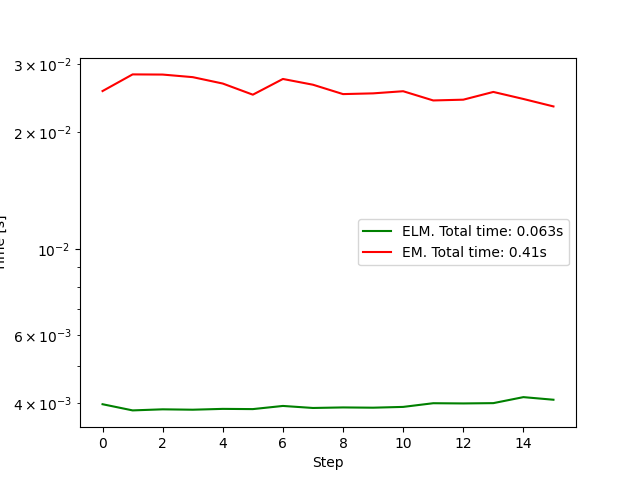 3 × 10⁻²
2 × 10⁻²
10⁻²
6 × 10⁻³
4 × 10⁻³
[s]
ELM. Total time: 0.063s
EM. Total time: 0.41s
0 2 4 6 8 10 12 14
Step